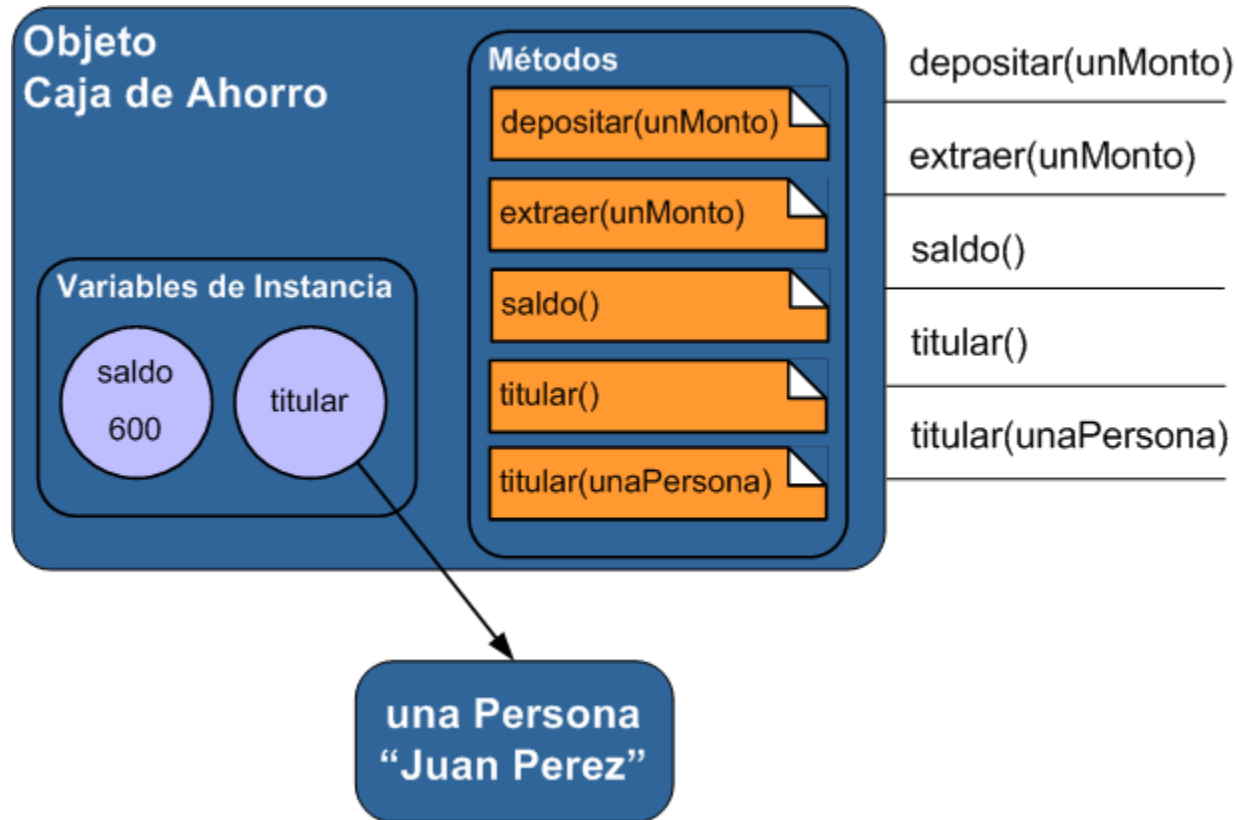 Objeto
Caja de Ahorro
Variables de Instancia
saldo
600
titular
Métodos
depositar(unMonto)
extraer(unMonto)
saldo()
titular()
titular(unaPersona)
depositar(unMonto)
extraer(unMonto)
saldo()
titular()
titular(unaPersona)
una Persona
“Juan Perez”